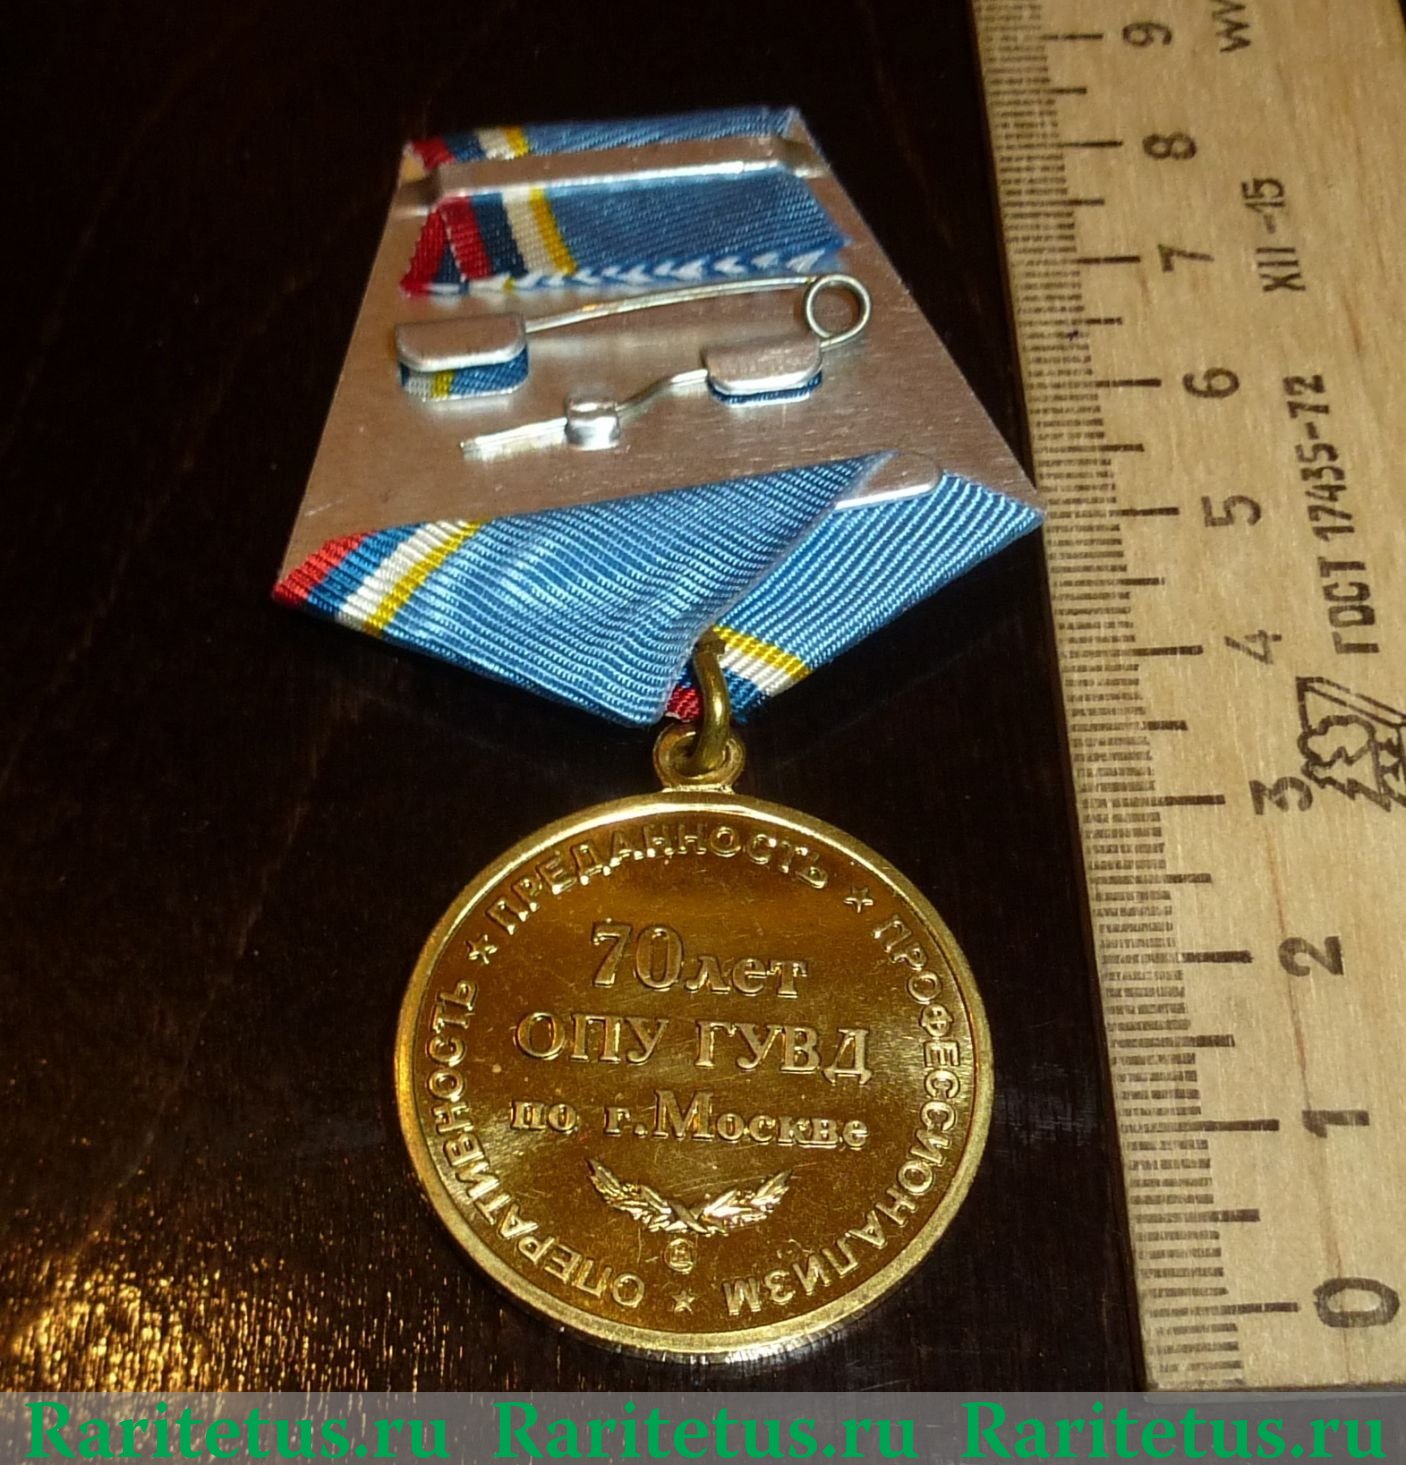 ПРЕДАННОСТЬ ★ ПРОФЕССИОНАЛИЗМ ★ ОПЕРАТИВНОСТЬ ★
70 лет
ОПУ ГУВД
по г. Москве
9
8
7
6
5
4
3
2
1
0
XII-15
ГОСТ 17435-72
Raritetus.ru Raritetus.ru Raritetus.ru